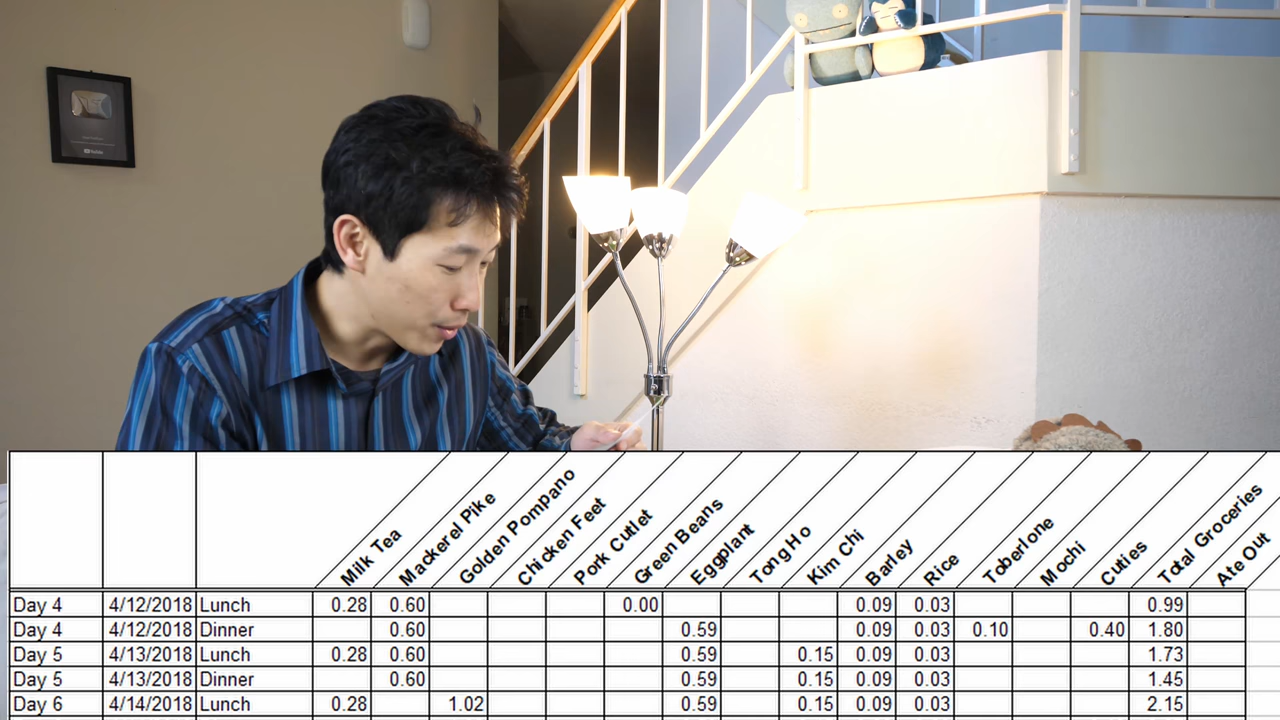 YouTube
Milk Tea Mackerel Pike Golden Pompano Chicken Feet Pork Cutlet Green Beans Eggplant Tong Ho Kim Chi Barley Rice Toberlone Mochi Cuties Total Groceries Ate Out
Day 4 4/12/2018 Lunch 0.28 0.60 0.00 0.09 0.03 0.99
Day 4 4/12/2018 Dinner 0.60 0.59 0.09 0.03 0.10 0.40 1.80
Day 5 4/13/2018 Lunch 0.28 0.60 0.59 0.15 0.09 0.03 1.73
Day 5 4/13/2018 Dinner 0.60 0.59 0.15 0.09 0.03 1.45
Day 6 4/14/2018 Lunch 0.28 1.02 0.59 0.15 0.09 0.03 2.15